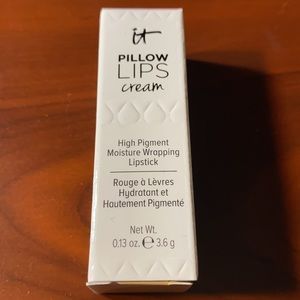 it
PILLOW
LIPS
cream
High Pigment
Moisture Wrapping
Lipstick
Rouge à Lèvres
Hydratant et
Hautement Pigmenté
Net Wt.
0.13 oz. ℮ 3.6 g